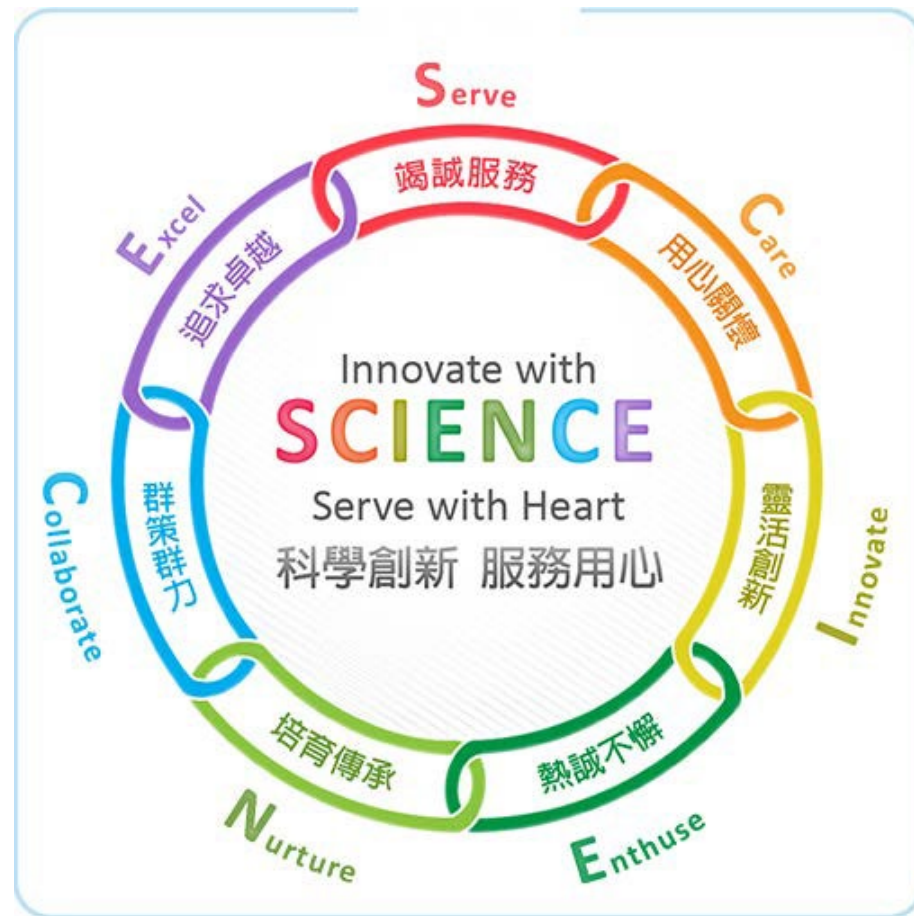 Serve
竭誠服務
Care
用心關懷
Innovate
靈活創新
Enthuse
熱誠不懈
Nurture
培育傳承
Collaborate
群策群力
Excel
追求卓越
Innovate with
SCIENCE
Serve with Heart
科學創新 服務用心